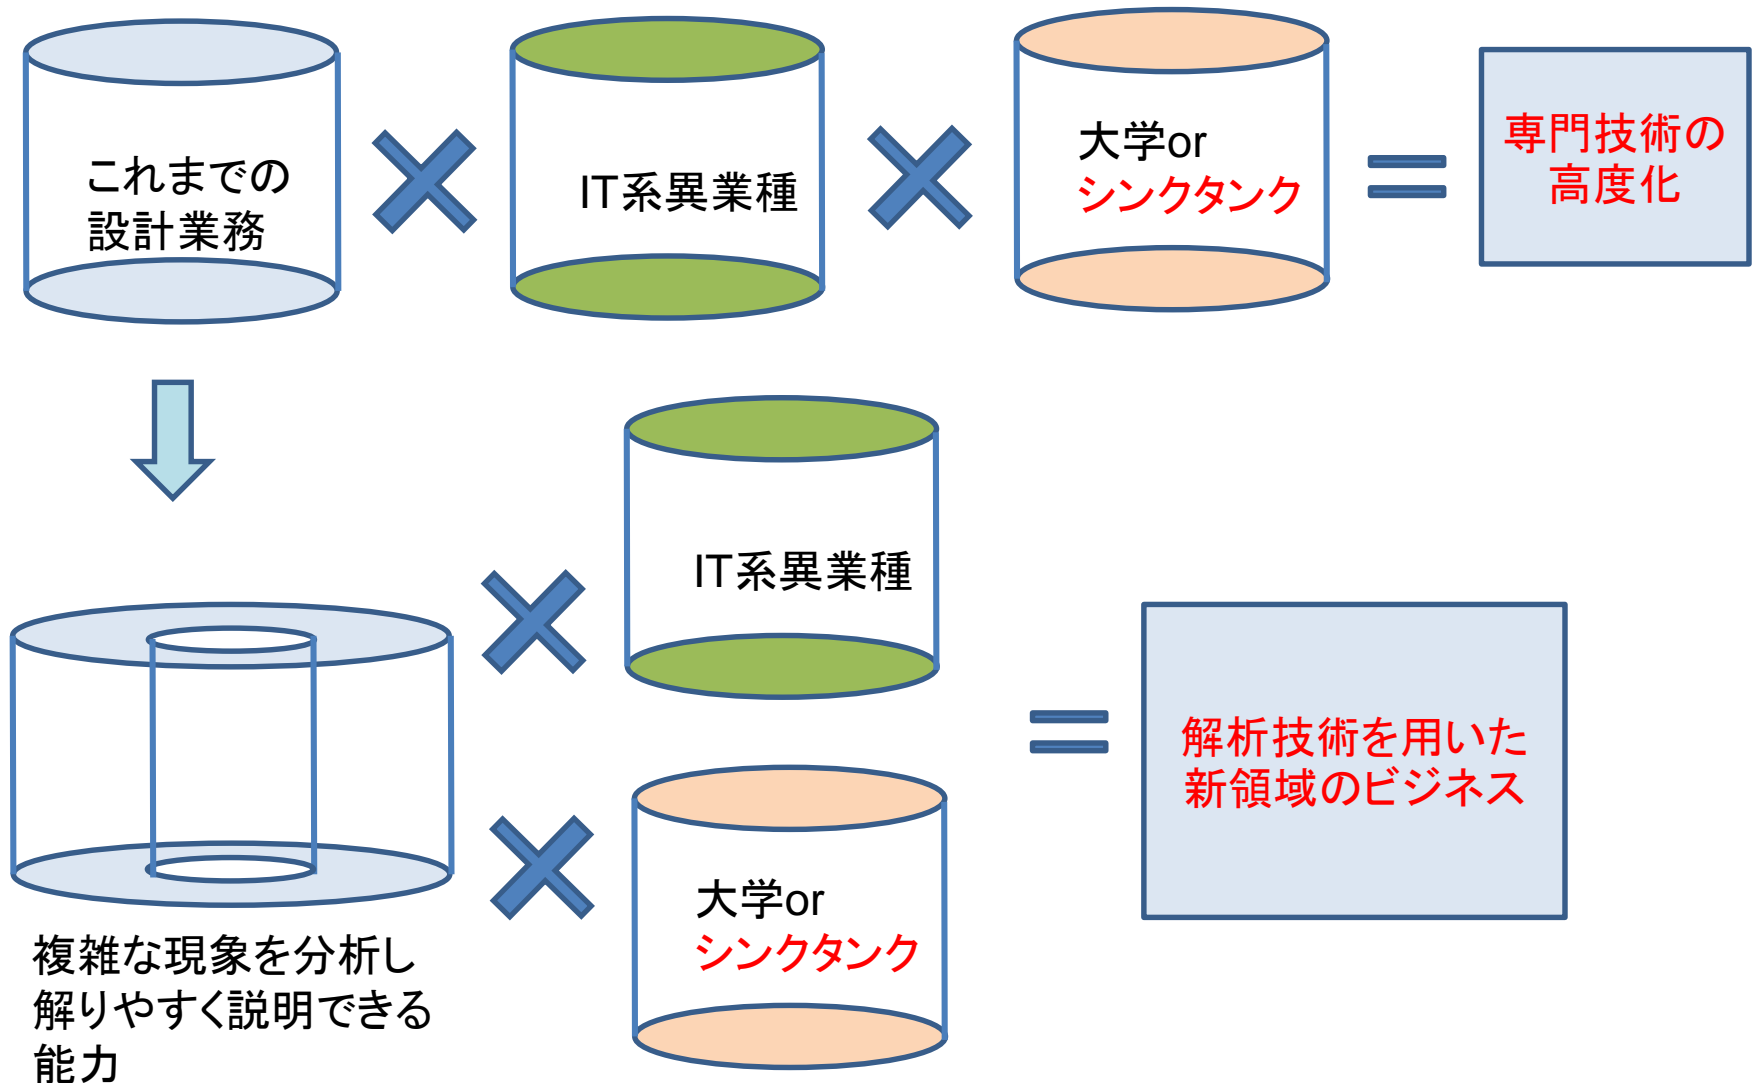 これまでの
設計業務
IT系異業種
大学or
シンクタンク
専門技術の
高度化
IT系異業種
大学or
シンクタンク
解析技術を用いた
新領域のビジネス
複雑な現象を分析し
解りやすく説明できる
能力